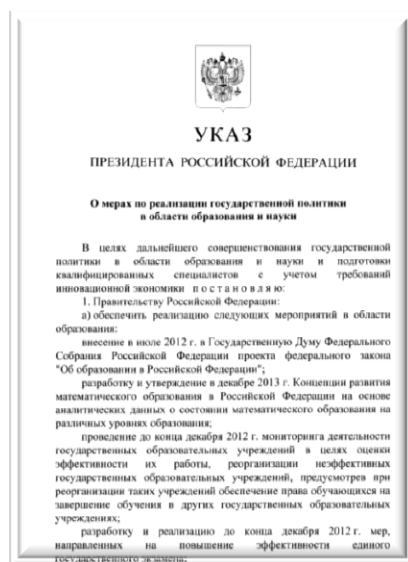 УКАЗ
ПРЕЗИДЕНТА РОССИЙСКОЙ ФЕДЕРАЦИИ
О мерах по реализации государственной политики
в области образования и науки
В целях дальнейшего совершенствования государственной
политики в области образования и науки и подготовки
квалифицированных специалистов с учетом требований
инновационной экономики постановляю:
1. Правительству Российской Федерации:
а) обеспечить реализацию следующих мероприятий в области
образования:
внесение в июле 2012 г. в Государственную Думу Федерального
Собрания Российской Федерации проекта федерального закона
"Об образовании в Российской Федерации";
разработку и утверждение в декабре 2013 г. Концепции развития
математического образования в Российской Федерации на основе
аналитических данных о состоянии математического образования на
различных уровнях образования;
проведение до конца декабря 2012 г. мониторинга деятельности
государственных образовательных учреждений в целях оценки
эффективности их работы, реорганизации неэффективных
государственных образовательных учреждений, предусмотрев при
реорганизации таких учреждений обеспечение права обучающихся на
завершение обучения в других государственных образовательных
учреждениях;
разработку и реализацию до конца декабря 2012 г. мер,
направленных на повышение эффективности единого
государственного экзамена;